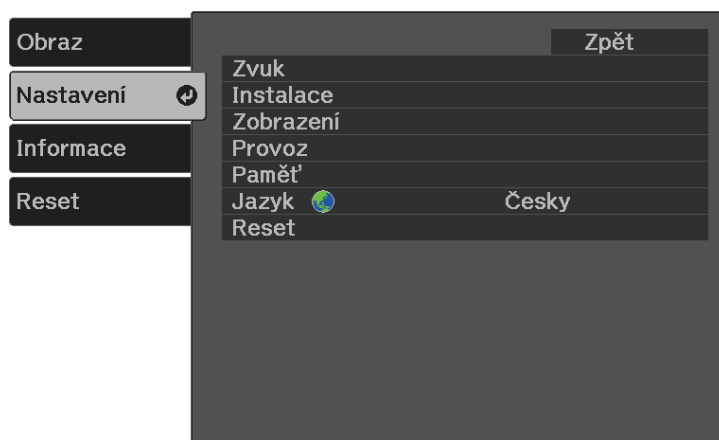 Obraz
Nastavení
Informace
Reset
Zpět
Zvuk
Instalace
Zobrazení
Provoz
Paměť
Jazyk Česky
Reset